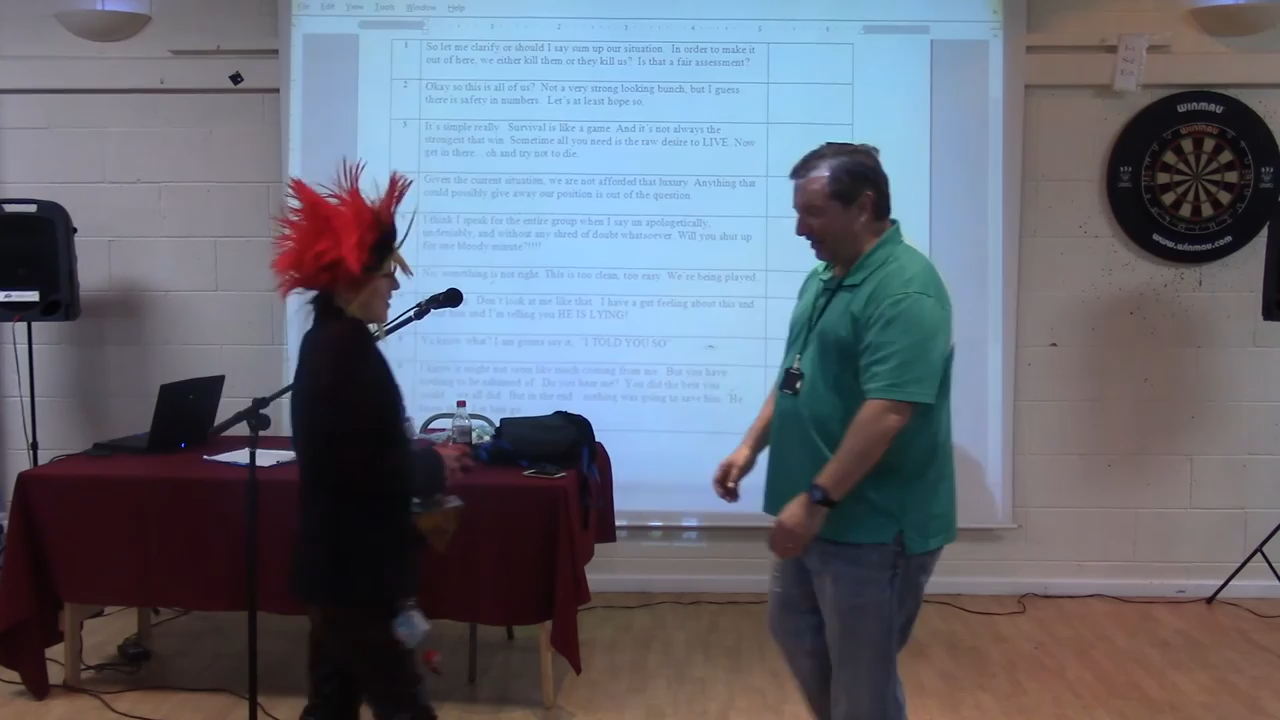 File Edit View Tools Window Help
1 So let me clarify or should I say sum up our situation. In order to make it
out of here, we either kill them or they kill us? Is that a fair assessment?
2 Okay so this is all of us? Not a very strong looking bunch, but I guess
there is safety in numbers. Let's at least hope so.
3 It's simple really. Survival is like a game. And it's not always the
strongest that win. Sometime all you need is the raw desire to LIVE. Now
get in there... oh and try not to die.
Given the current situation, we are not afforded that luxury. Anything that
could possibly give away our position is out of the question.
I think I speak for the entire group when I say un apologetically,
undeniably, and without any shred of doubt whatsoever. Will you shut up
for one bloody minute?!!!!
No, something is not right. This is too clean, too easy. We're being played.
Don't look at me like that. I have a gut feeling about this and
and I'm telling you HE IS LYING!
Ya know what? I am gonna say it. "I TOLD YOU SO"
I know it might not seem like much coming from me. But you have
nothing to be ashamed of. Do you hear me? You did the best you
could we all did. But in the end nothing was going to save him. He
WINMAU
WINMAU
www.winmau.com